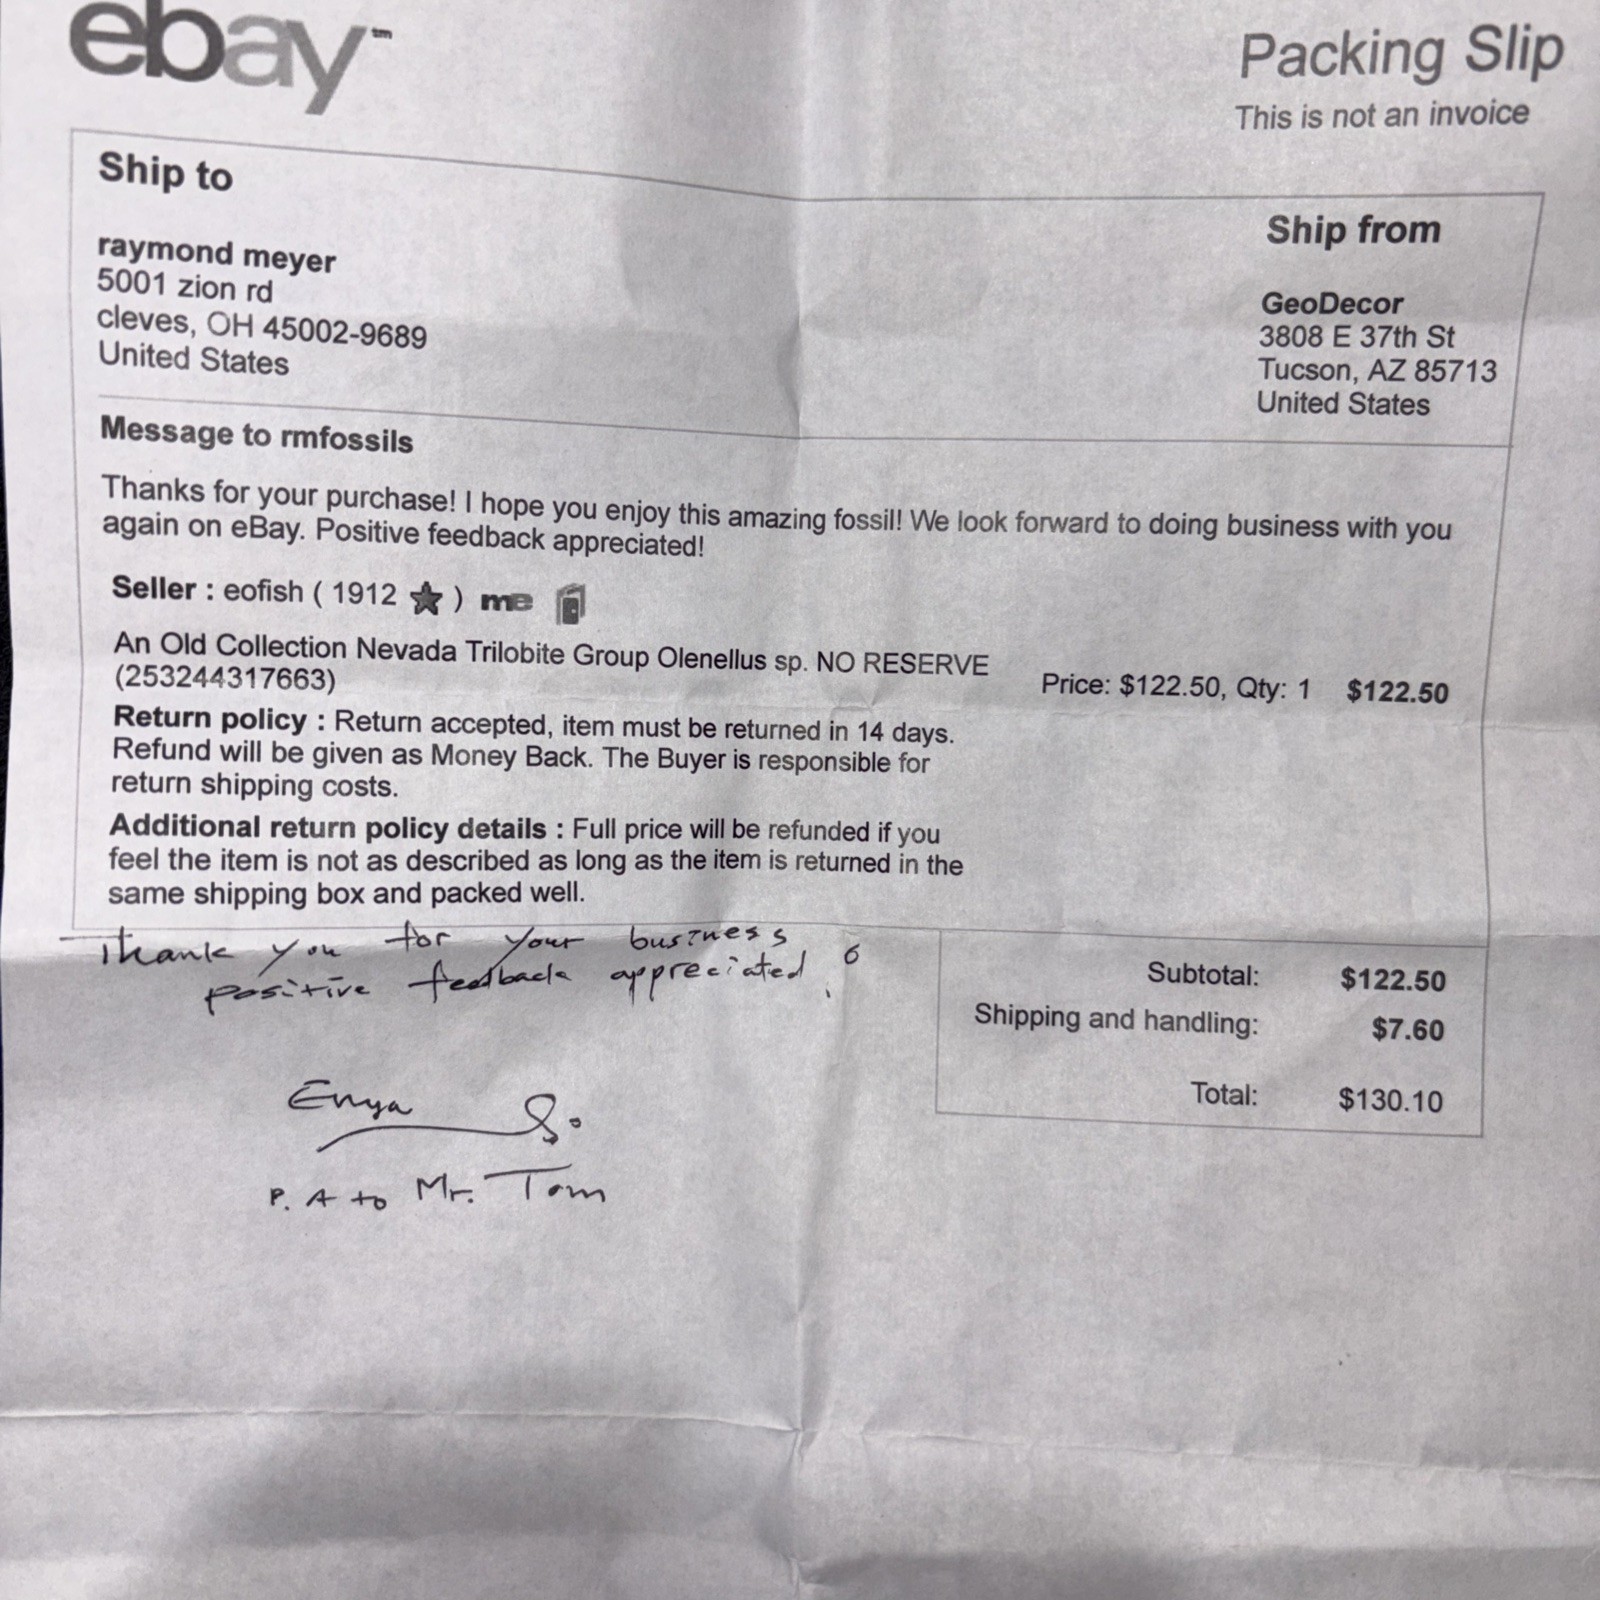 ebay™
Packing Slip
This is not an invoice
Ship to
raymond meyer
5001 zion rd
cleves, OH 45002-9689
United States
Ship from
GeoDecor
3808 E 37th St
Tucson, AZ 85713
United States
Message to rmfossils
Thanks for your purchase! I hope you enjoy this amazing fossil! We look forward to doing business with you
again on eBay. Positive feedback appreciated!
Seller : eofish ( 1912 ★ ) me
An Old Collection Nevada Trilobite Group Olenellus sp. NO RESERVE
(253244317663)
Price: $122.50, Qty: 1 $122.50
Return policy : Return accepted, item must be returned in 14 days.
Refund will be given as Money Back. The Buyer is responsible for
return shipping costs.
Additional return policy details : Full price will be refunded if you
feel the item is not as described as long as the item is returned in the
same shipping box and packed well.
Thank you for your business
positive feedback appreciated
Subtotal: $122.50
Shipping and handling: $7.60
Total: $130.10
Enya S.
P. A to Mr. Tom